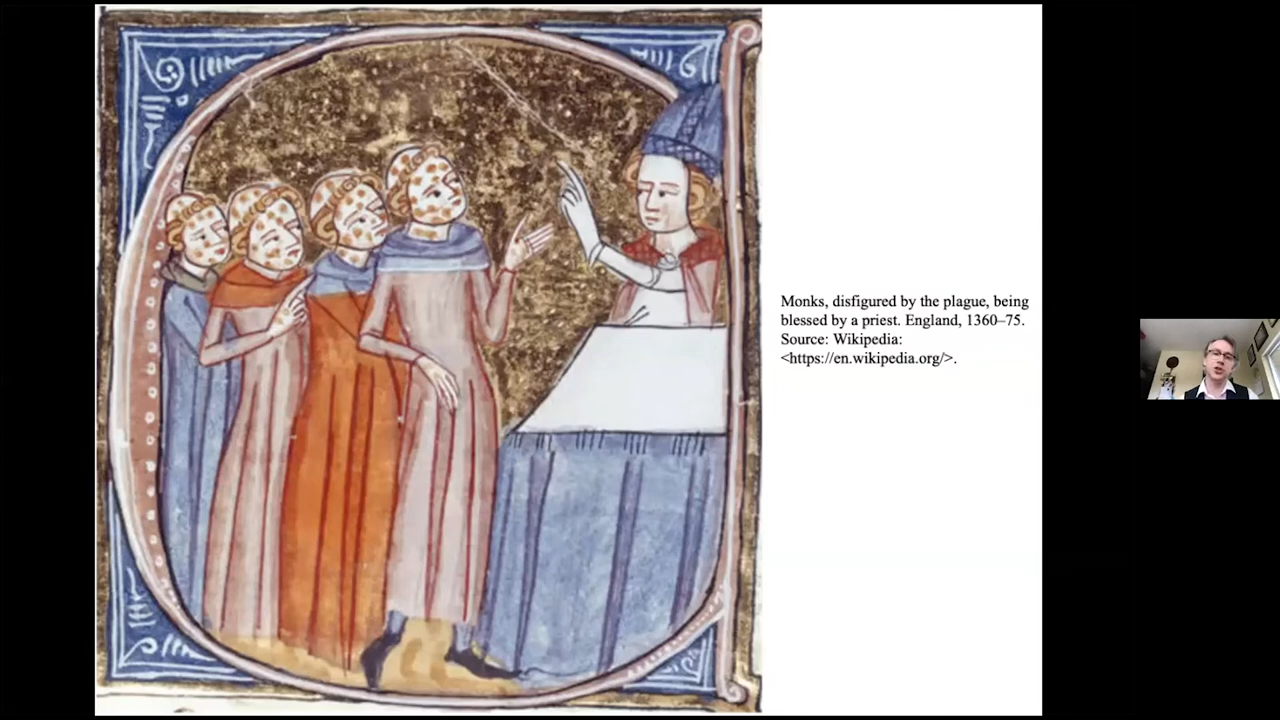 Monks, disfigured by the plague, being
blessed by a priest. England, 1360–75.
Source: Wikipedia:
<https://en.wikipedia.org/>.